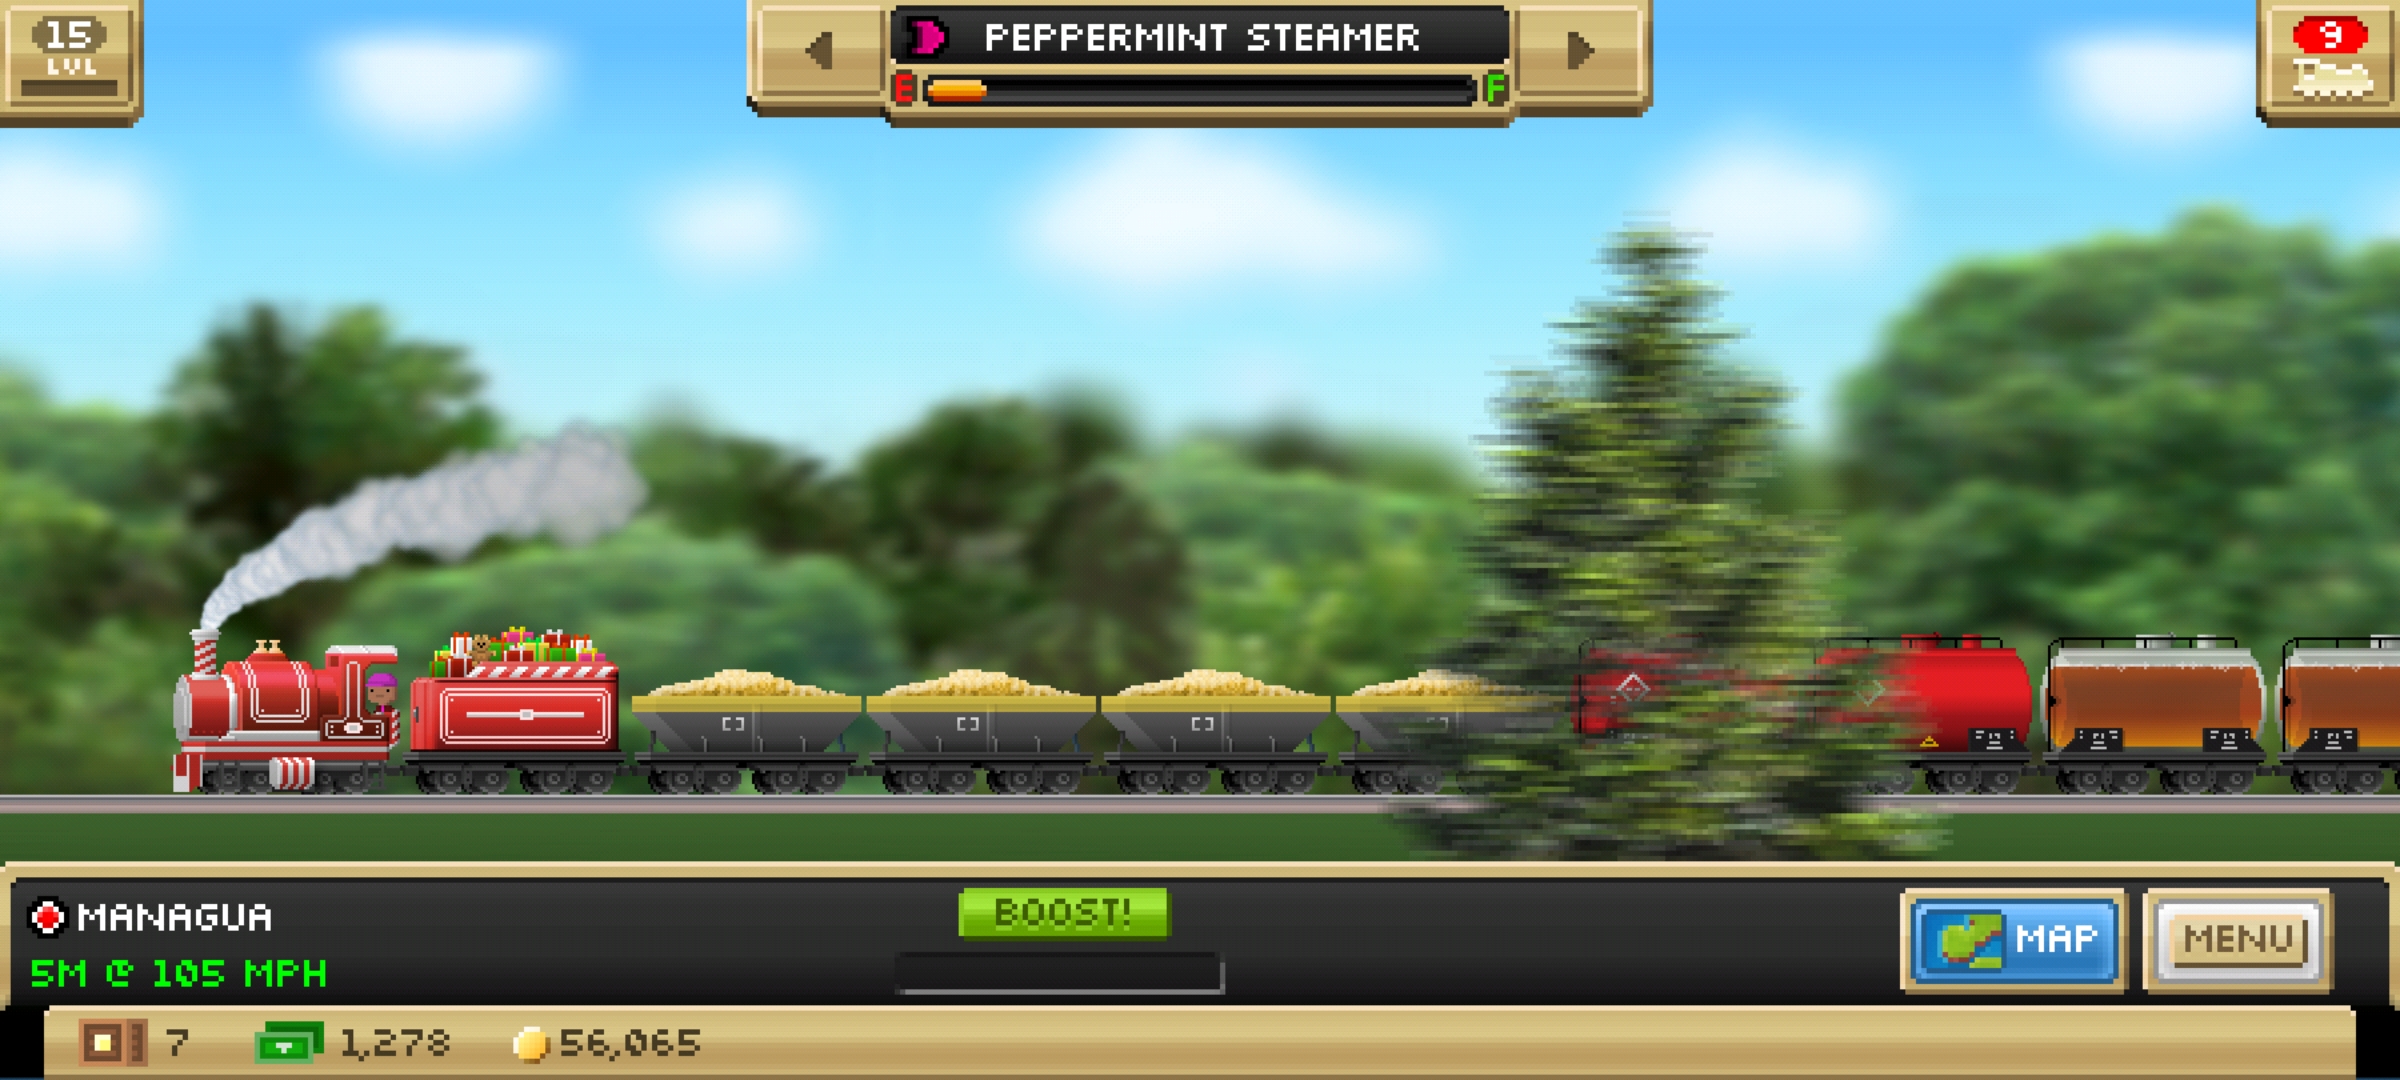 15
LVL
PEPPERMINT STEAMER
E F
9
MANAGUA
5M @ 105 MPH
BOOST!
MAP
MENU
7 1,278 56,065